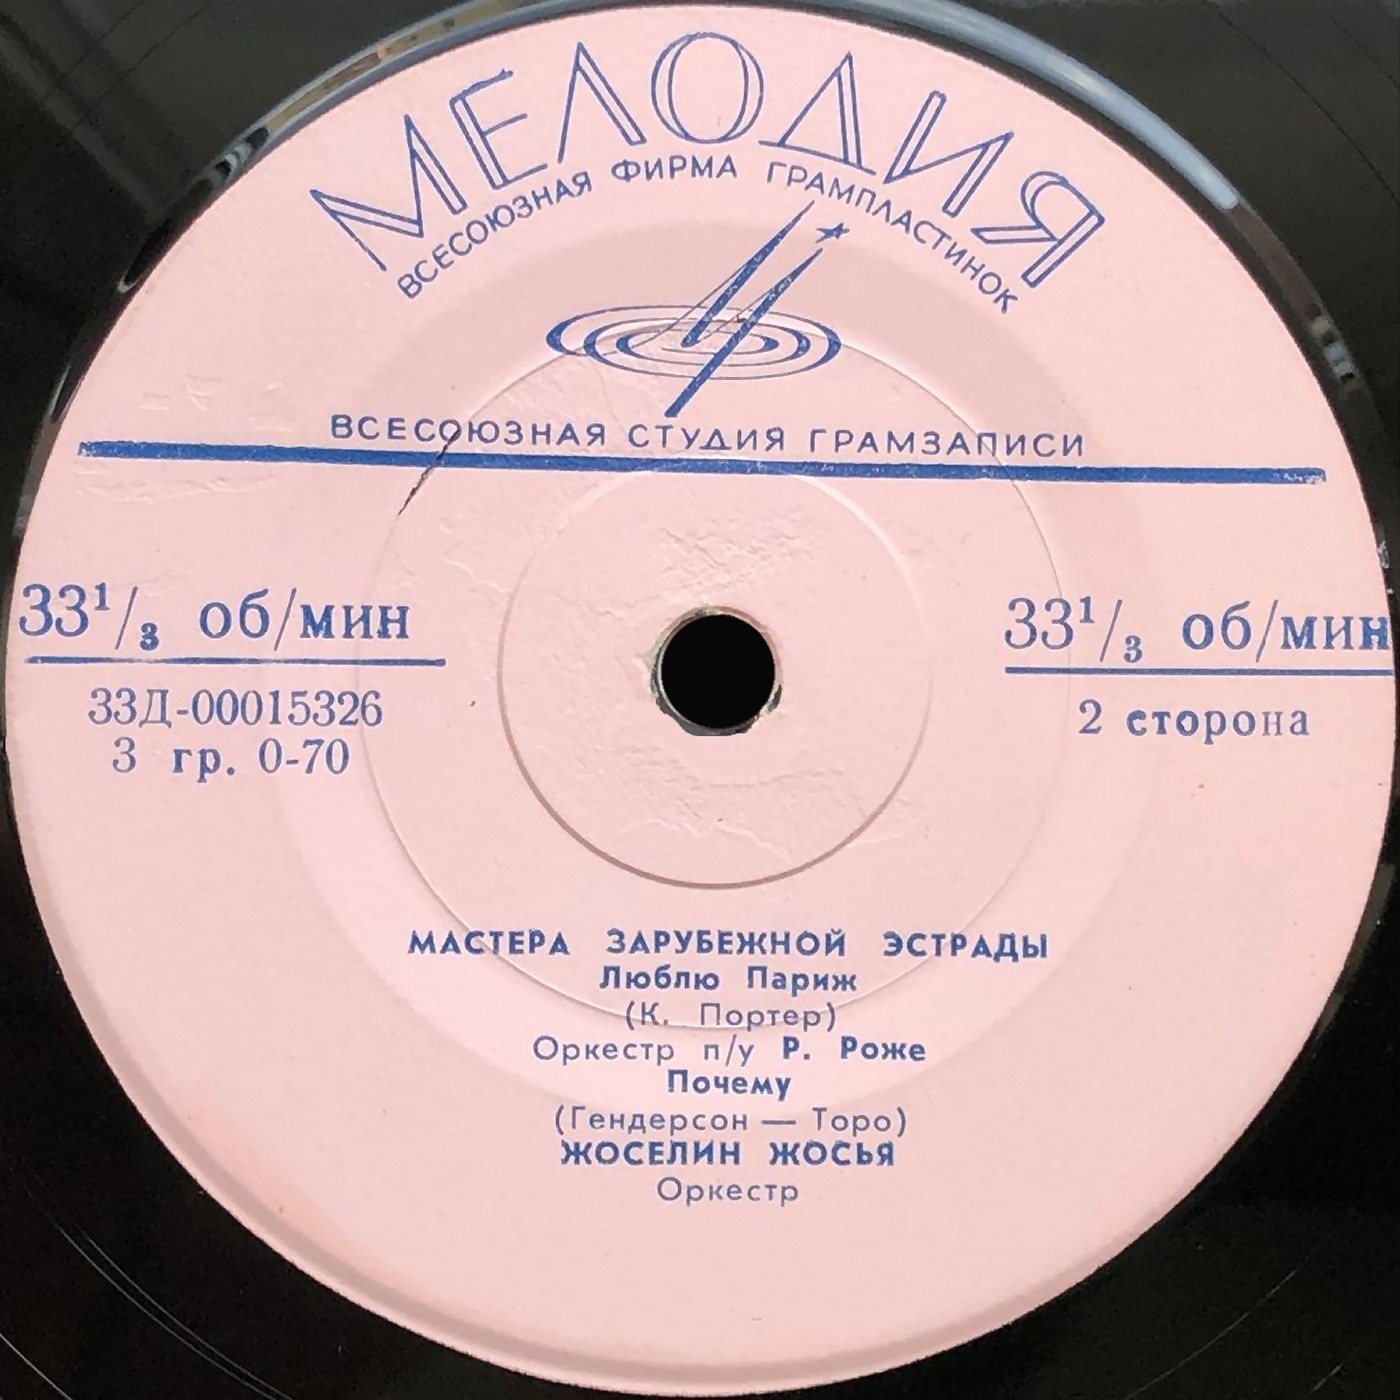 МЕЛОДИЯ
ВСЕСОЮЗНАЯ ФИРМА ГРАМПЛАСТИНОК
ВСЕСОЮЗНАЯ СТУДИЯ ГРАМЗАПИСИ
33¹/₃ об/мин
33Д-00015326
3 гр. 0-70
33¹/₃ об/мин
2 сторона
МАСТЕРА ЗАРУБЕЖНОЙ ЭСТРАДЫ
Люблю Париж
(К. Портер)
Оркестр п/у Р. Роже
Почему
(Гендерсон — Торо)
ЖОСЕЛИН ЖОСЬЯ
Оркестр